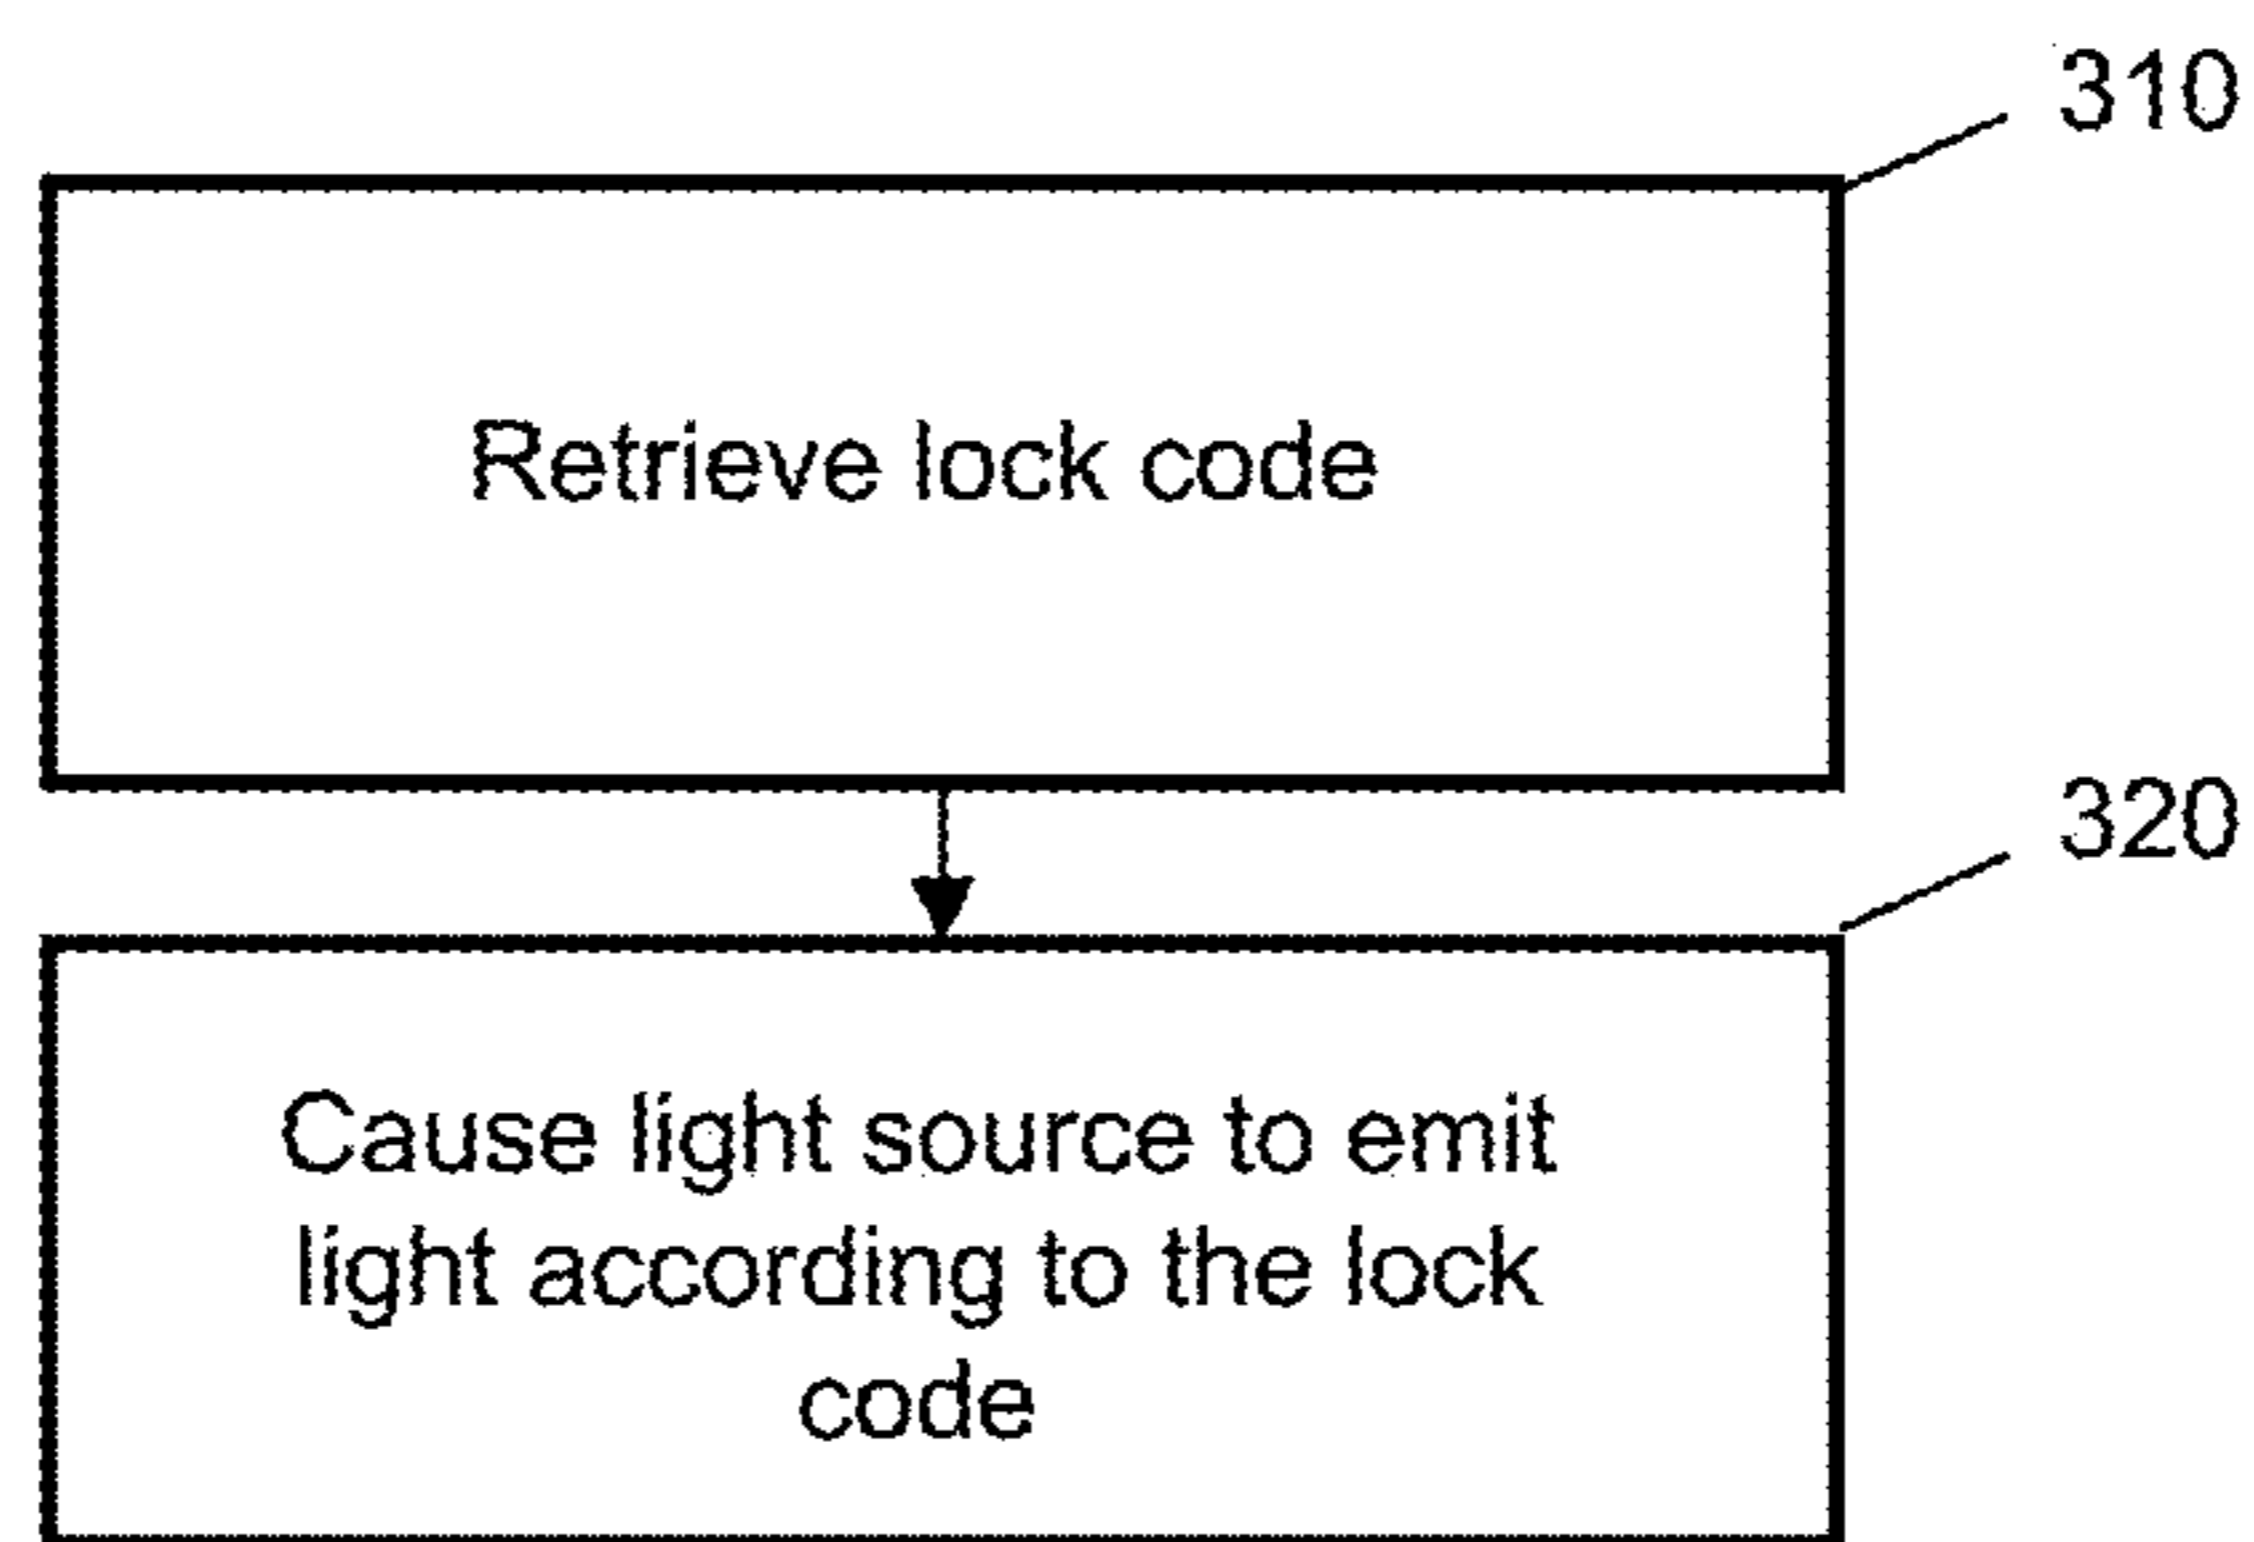 310
Retrieve lock code
320
Cause light source to emit
light according to the lock
code